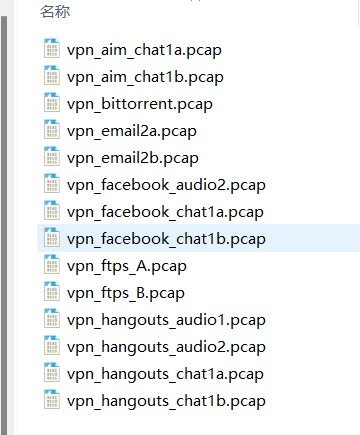 名称
vpn_aim_chat1a.pcap
vpn_aim_chat1b.pcap
vpn_bittorrent.pcap
vpn_email2a.pcap
vpn_email2b.pcap
vpn_facebook_audio2.pcap
vpn_facebook_chat1a.pcap
vpn_facebook_chat1b.pcap
vpn_ftps_A.pcap
vpn_ftps_B.pcap
vpn_hangouts_audio1.pcap
vpn_hangouts_audio2.pcap
vpn_hangouts_chat1a.pcap
vpn_hangouts_chat1b.pcap